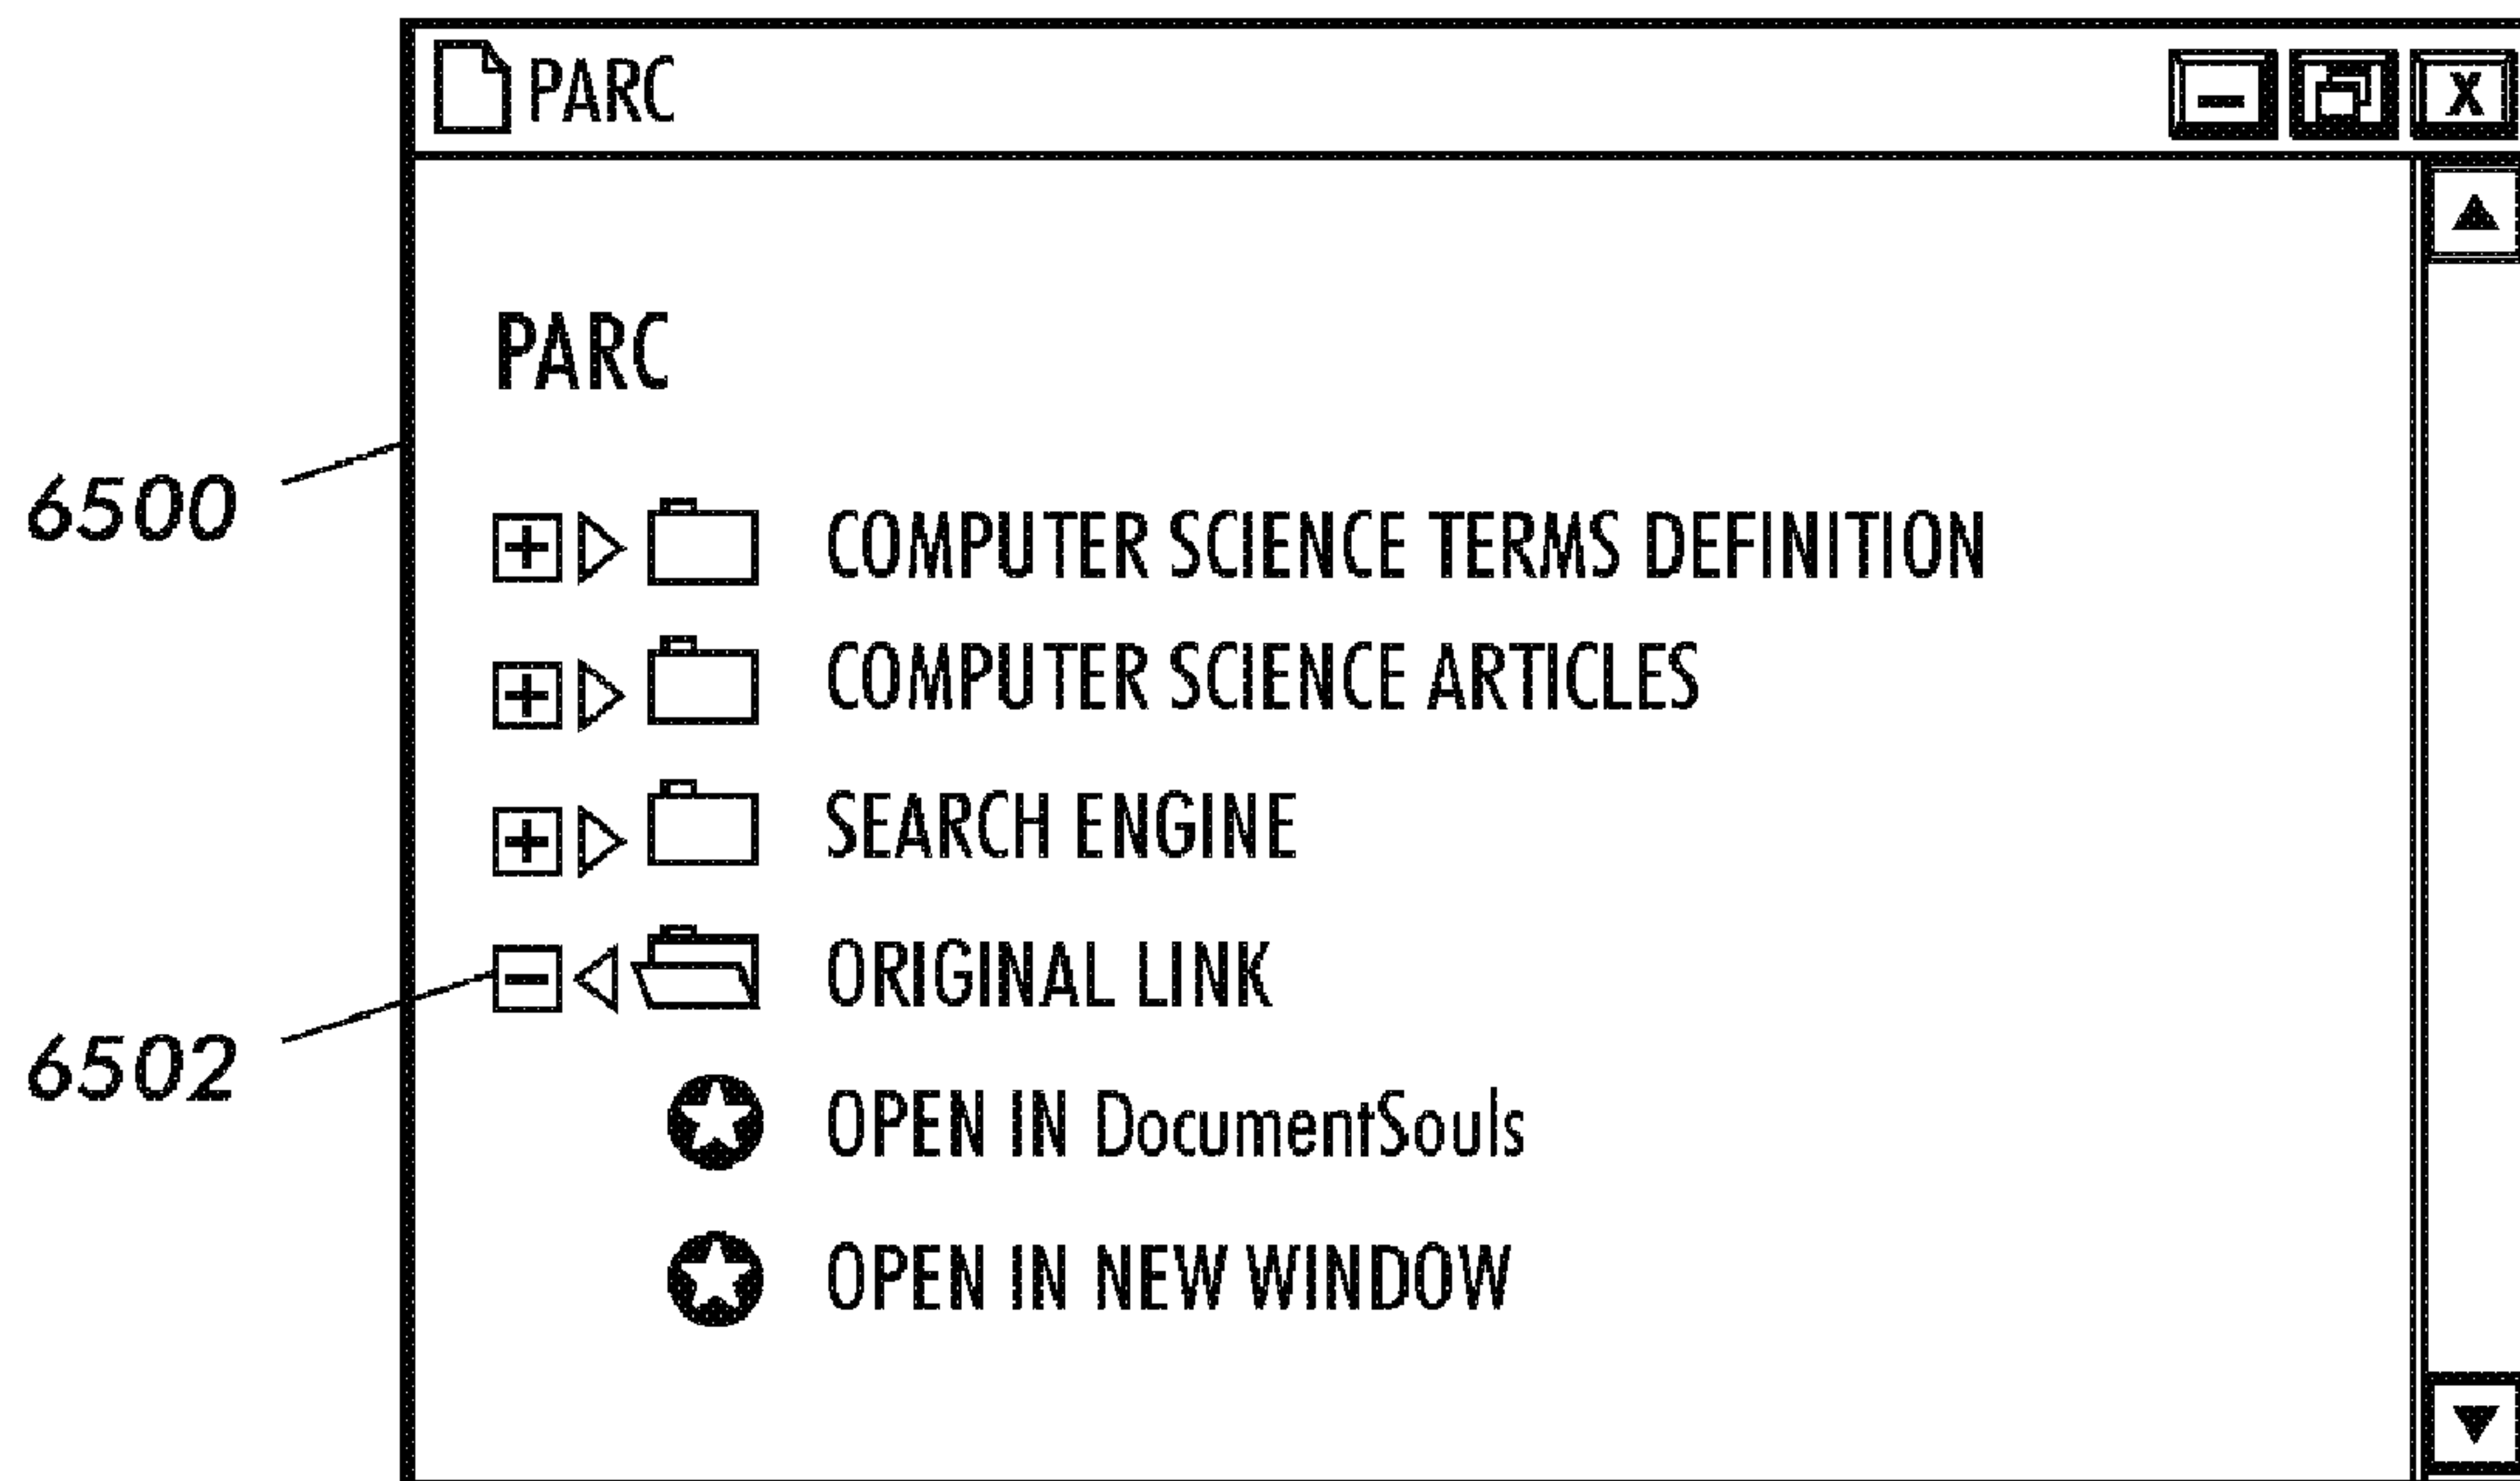 PARC
PARC
6500
COMPUTER SCIENCE TERMS DEFINITION
COMPUTER SCIENCE ARTICLES
SEARCH ENGINE
ORIGINAL LINK
6502
OPEN IN DocumentSouls
OPEN IN NEW WINDOW